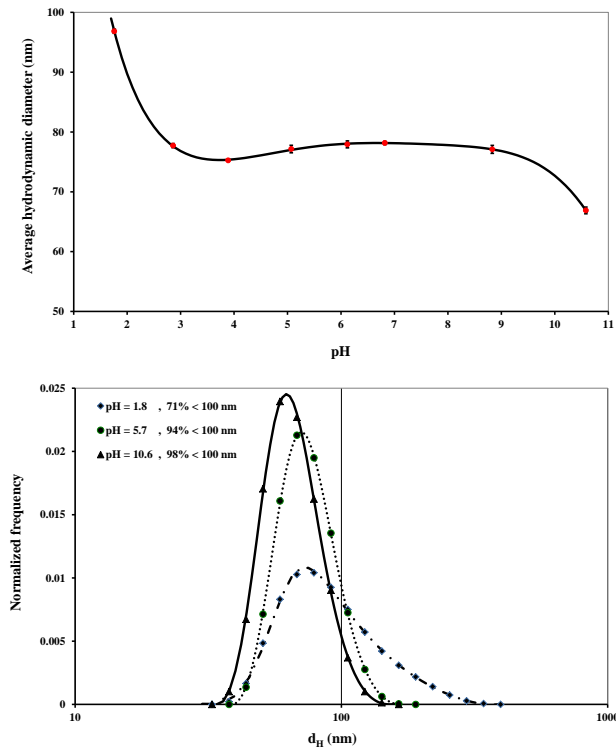 100
90
80
70
60
50
Average hydrodynamic diameter (nm)
1 2 3 4 5 6 7 8 9 10 11
pH
0.025
0.02
0.015
0.01
0.005
0
Normalized frequency
pH = 1.8 , 71% < 100 nm
pH = 5.7 , 94% < 100 nm
pH = 10.6 , 98% < 100 nm
10 100 1000
dH (nm)